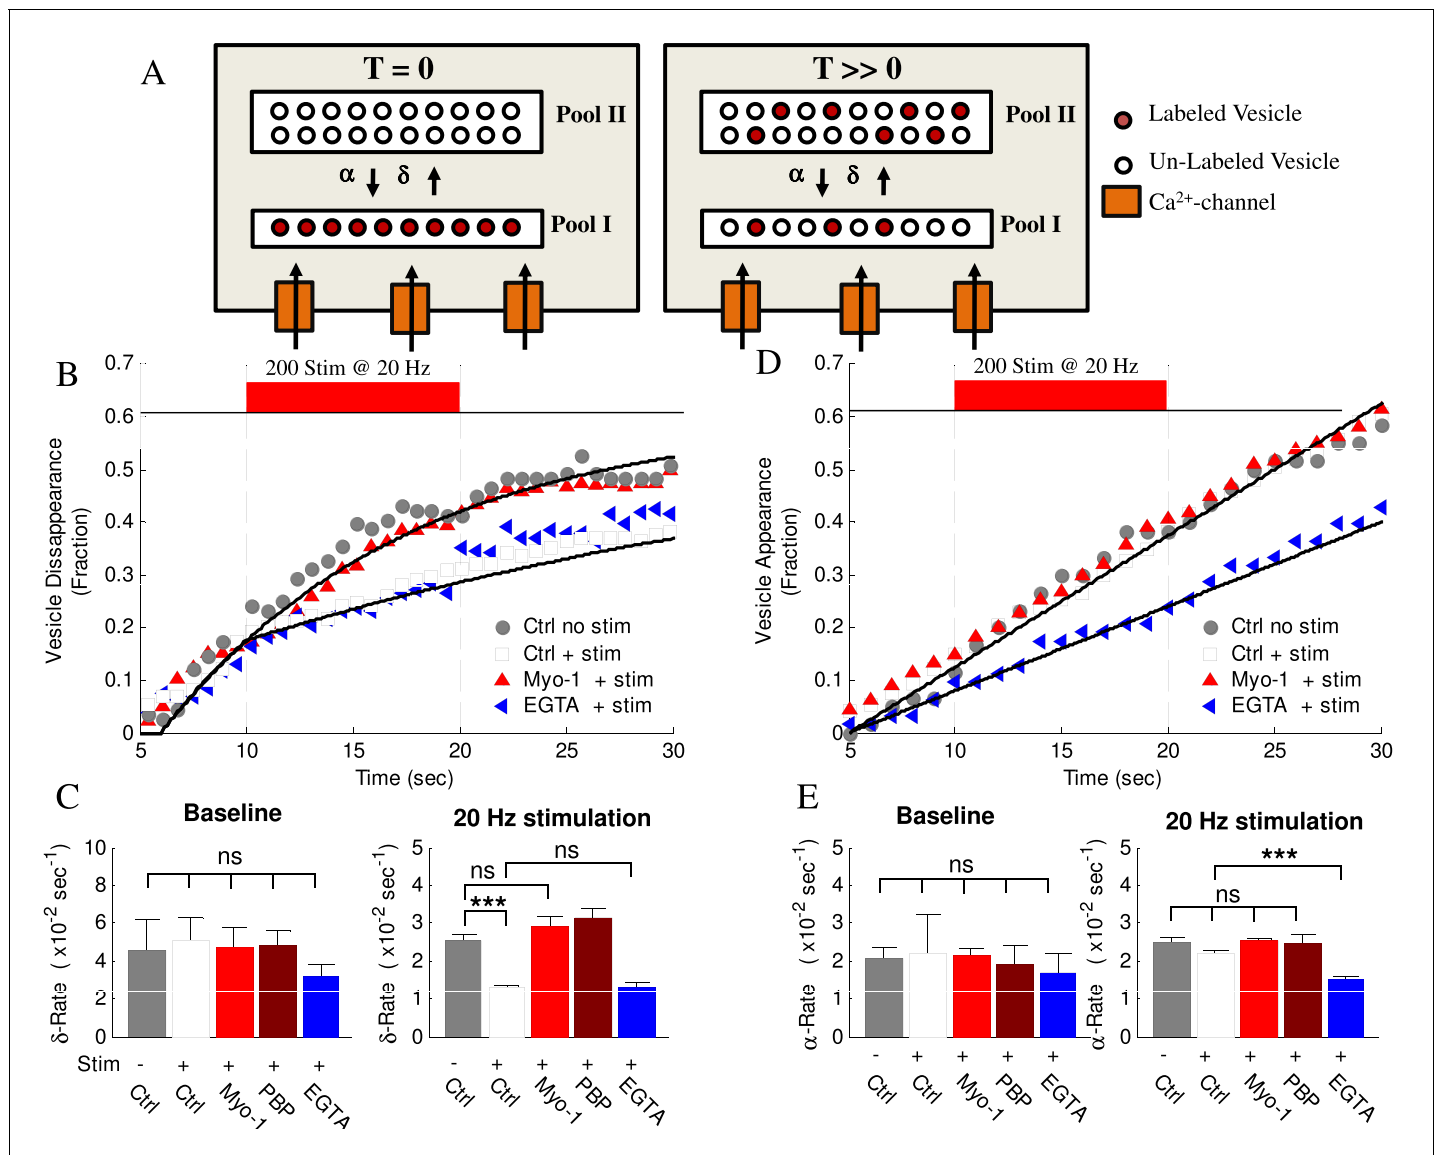 A
T = 0
Pool II
α
δ
Pool I
T >> 0
Pool II
α
δ
Pool I
Labeled Vesicle
Un-Labeled Vesicle
Ca2+-channel
B
200 Stim @ 20 Hz
0.7
0.6
0.5
0.4
0.3
0.2
0.1
0
Vesicle Dissappearance
(Fraction)
Ctrl no stim
Ctrl + stim
Myo-1 + stim
EGTA + stim
5
10
15
20
25
30
Time (sec)
D
200 Stim @ 20 Hz
0.7
0.6
0.5
0.4
0.3
0.2
0.1
0
Vesicle Appearance
(Fraction)
Ctrl no stim
Ctrl + stim
Myo-1 + stim
EGTA + stim
5
10
15
20
25
30
Time (sec)
C
Baseline
10
8
6
4
2
0
δ-Rate ( x10-2 sec-1)
ns
Stim
- + + + +
Ctrl
Ctrl
Myo-1
PBP
EGTA
20 Hz stimulation
5
4
3
2
1
0
ns
ns
***
- + + + +
Ctrl
Ctrl
Myo-1
PBP
EGTA
E
Baseline
5
4
3
2
1
0
α-Rate ( x10-2 sec-1)
ns
- + + + +
Ctrl
Ctrl
Myo-1
PBP
EGTA
20 Hz stimulation
5
4
3
2
1
0
α-Rate ( x10-2 sec-1)
***
ns
- + + + +
Ctrl
Ctrl
Myo-1
PBP
EGTA